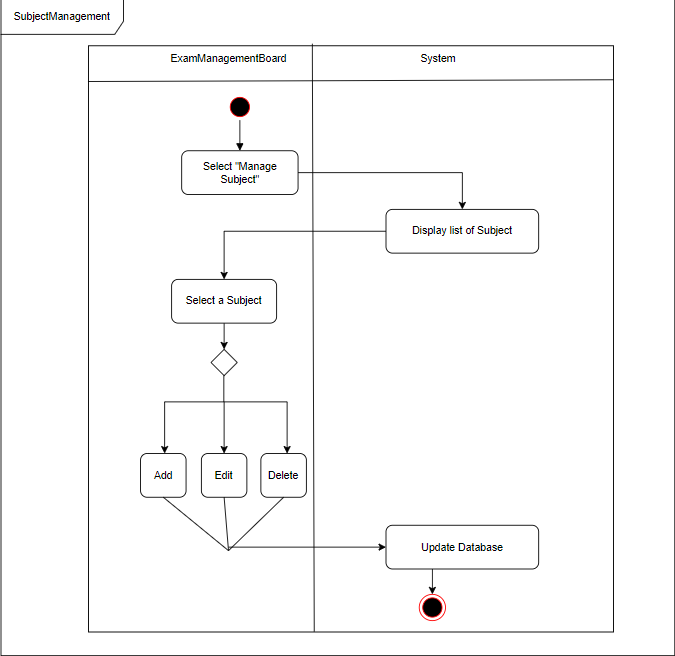 SubjectManagement
ExamManagementBoard
System
Select "Manage
Subject"
Display list of Subject
Select a Subject
Add
Edit
Delete
Update Database